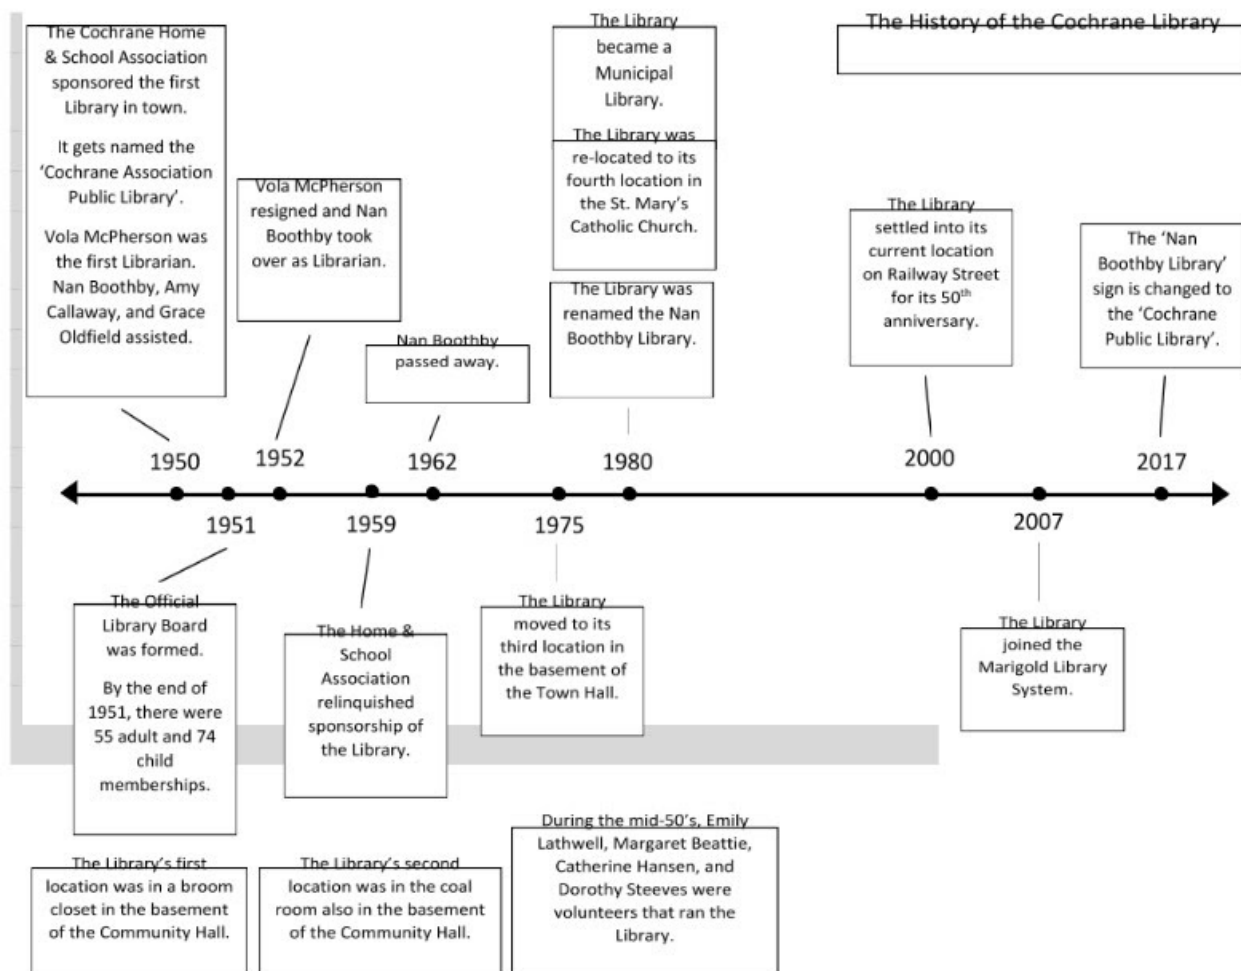 The History of the Cochrane Library
The Cochrane Home
& School Association
sponsored the first
Library in town.
It gets named the
‘Cochrane Association
Public Library’.
Vola McPherson was
the first Librarian.
Nan Boothby, Amy
Callaway, and Grace
Oldfield assisted.
Vola McPherson
resigned and Nan
Boothby took
over as Librarian.
Nan Boothby
passed away.
The Library
became a
Municipal
Library.
The Library was
re-located to its
fourth location in
the St. Mary’s
Catholic Church.
The Library was
renamed the Nan
Boothby Library.
The Library
settled into its
current location
on Railway Street
for its 50th
anniversary.
The ‘Nan
Boothby Library’
sign is changed to
the ‘Cochrane
Public Library’.
1950
1952
1962
1980
2000
2017
1951
1959
1975
2007
The Official
Library Board
was formed.
By the end of
1951, there were
55 adult and 74
child
memberships.
The Home &
School
Association
relinquished
sponsorship of
the Library.
The Library
moved to its
third location in
the basement of
the Town Hall.
The Library
joined the
Marigold Library
System.
The Library’s first
location was in a broom
closet in the basement
of the Community Hall.
The Library’s second
location was in the coal
room also in the basement
of the Community Hall.
During the mid-50’s, Emily
Lathwell, Margaret Beattie,
Catherine Hansen, and
Dorothy Steeves were
volunteers that ran the
Library.